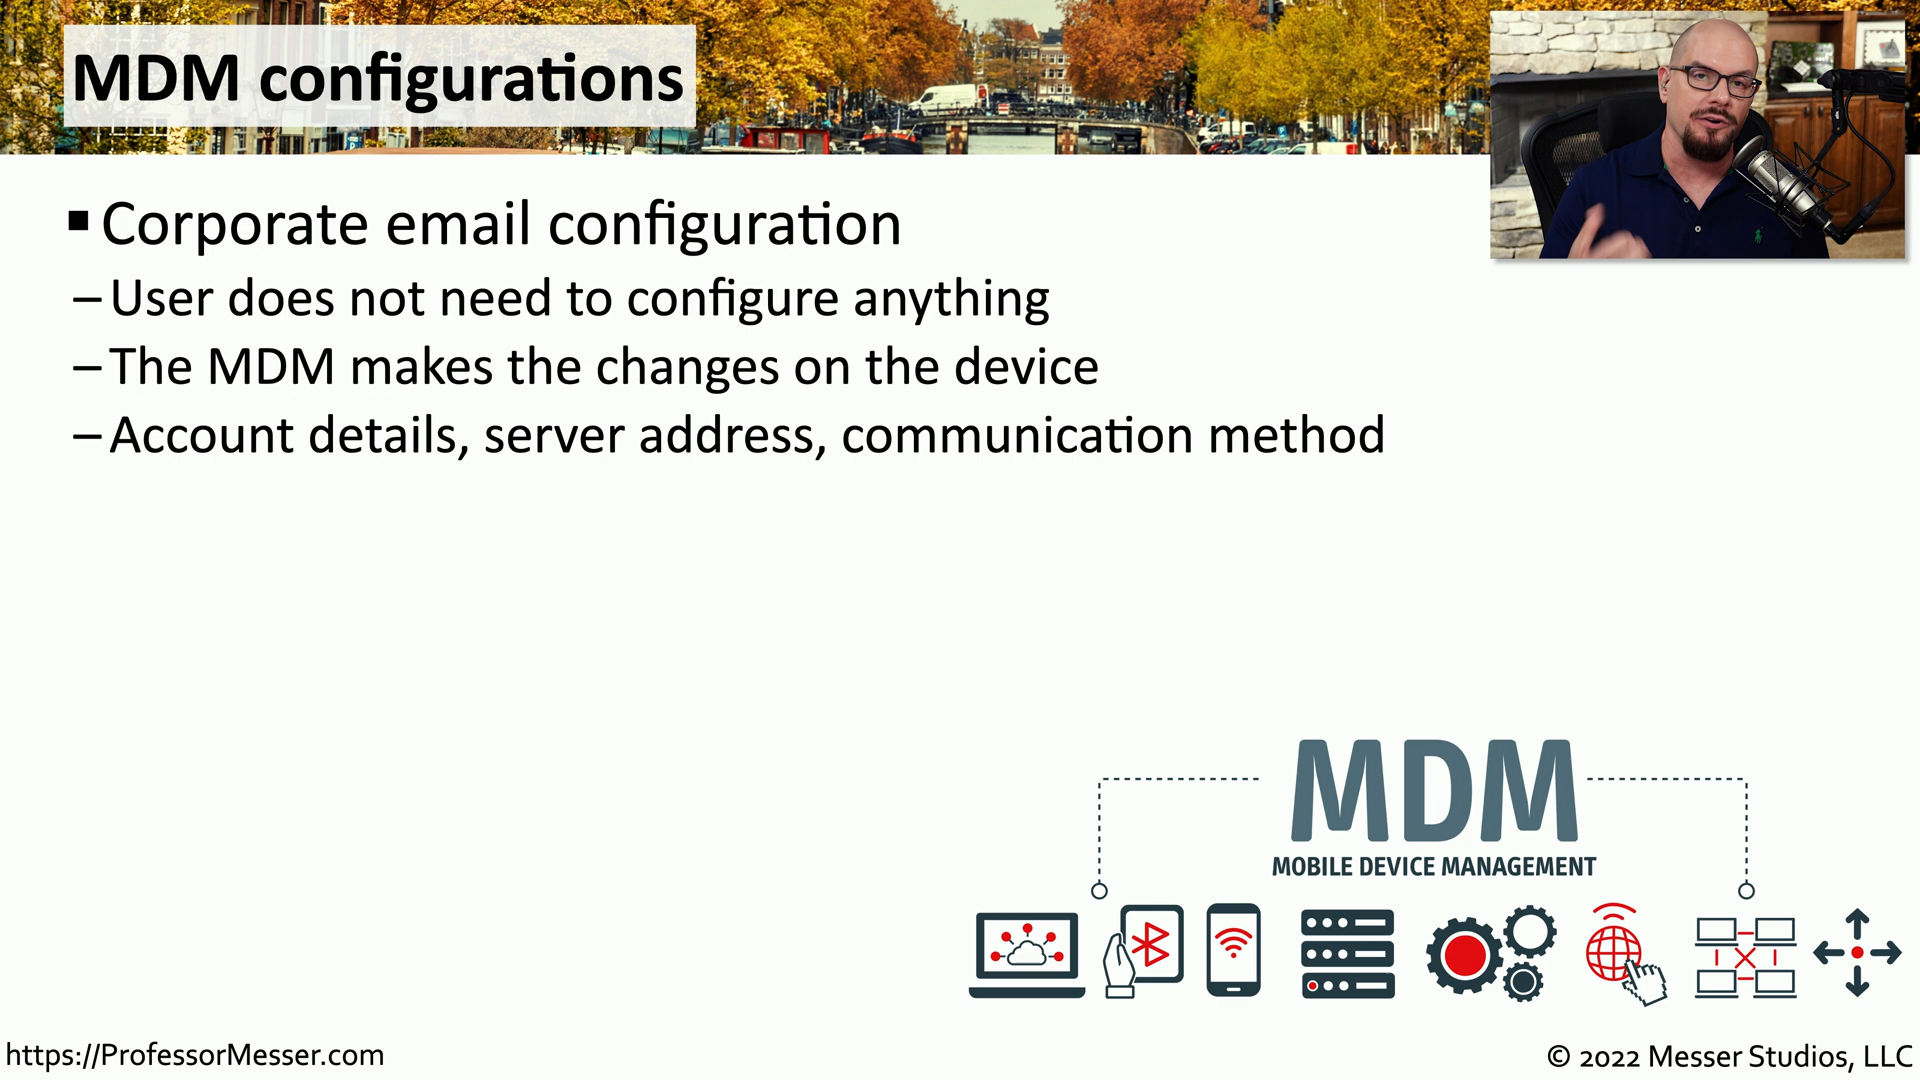 MDM configurations
▪ Corporate email configuration
– User does not need to configure anything
– The MDM makes the changes on the device
– Account details, server address, communication method
MDM
MOBILE DEVICE MANAGEMENT
https://ProfessorMesser.com
© 2022 Messer Studios, LLC